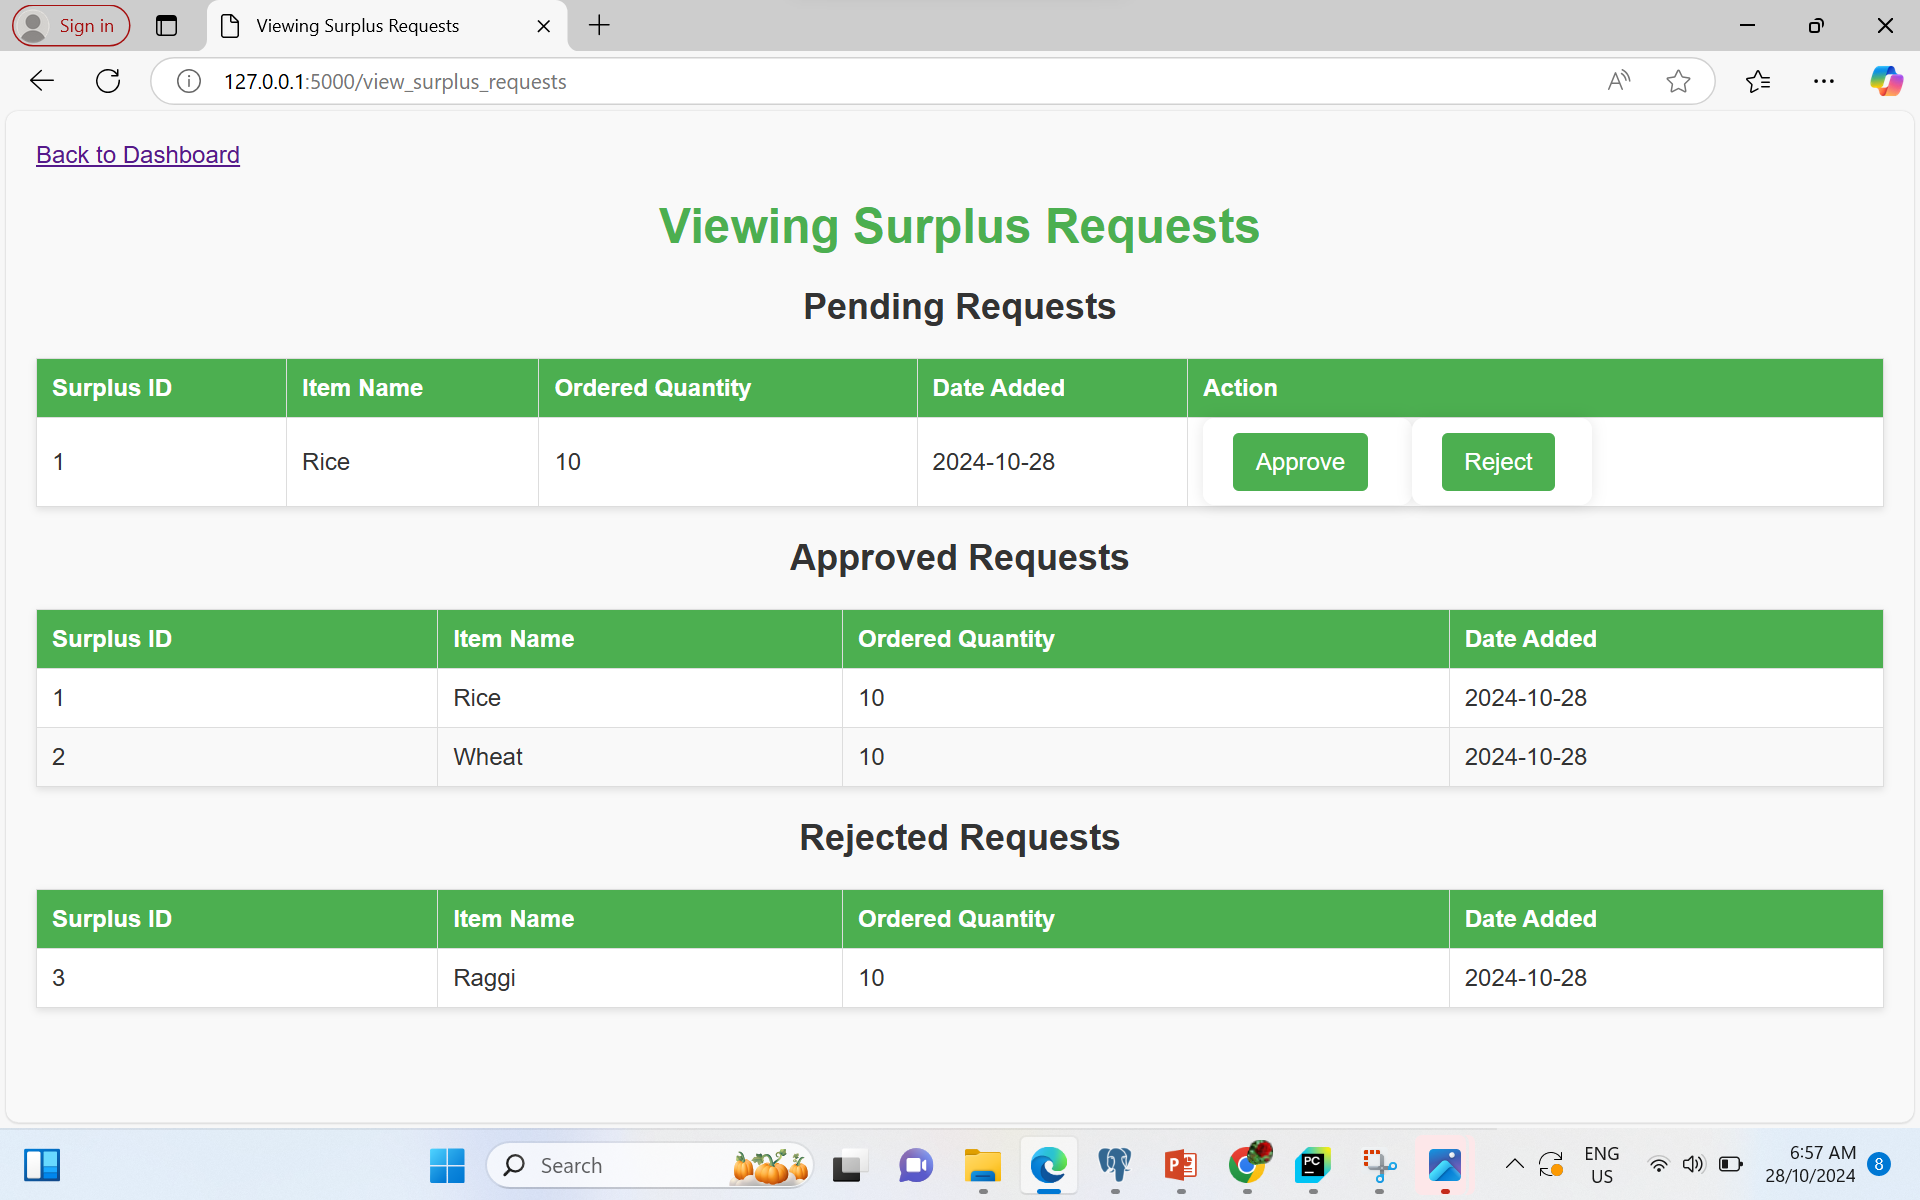 Sign in
Viewing Surplus Requests
127.0.0.1:5000/view_surplus_requests
Back to Dashboard
Viewing Surplus Requests
Pending Requests
Surplus ID Item Name Ordered Quantity Date Added Action
1 Rice 10 2024-10-28 Approve Reject
Approved Requests
Surplus ID Item Name Ordered Quantity Date Added
1 Rice 10 2024-10-28
2 Wheat 10 2024-10-28
Rejected Requests
Surplus ID Item Name Ordered Quantity Date Added
3 Raggi 10 2024-10-28
Search
PC
ENG
US
6:57 AM
28/10/2024
8